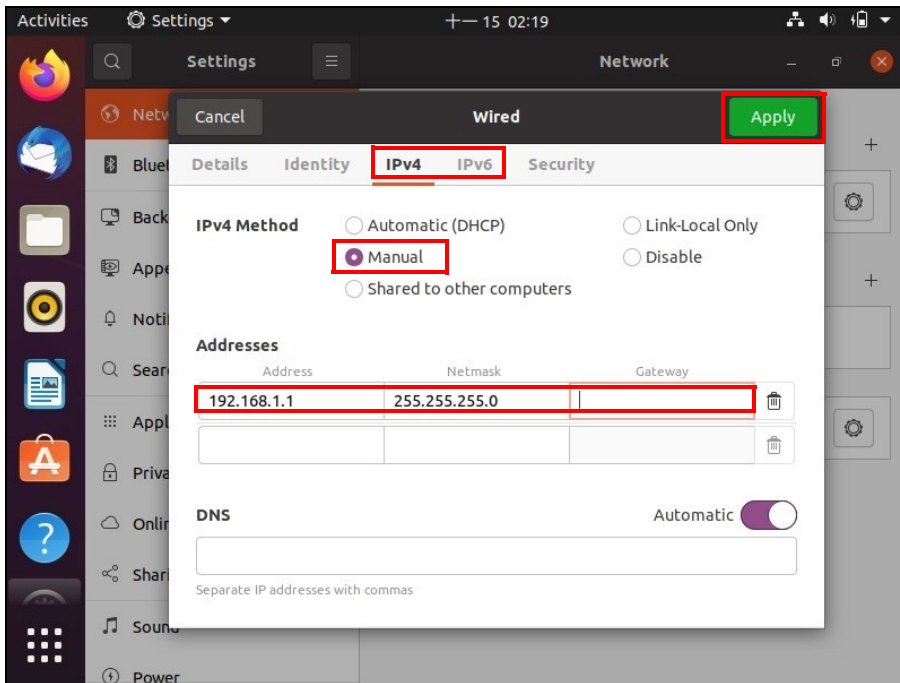 Activities Settings 十一 15 02:19
Settings Network
Cancel Wired Apply
Details Identity IPv4 IPv6 Security
IPv4 Method Automatic (DHCP) Link-Local Only
Manual Disable
Shared to other computers
Addresses
Address Netmask Gateway
192.168.1.1 255.255.255.0
DNS Automatic
Separate IP addresses with commas
Netw
Bluet
Back
Appe
Notif
Sear
Appl
Priva
Onlin
Shari
Sound
Power